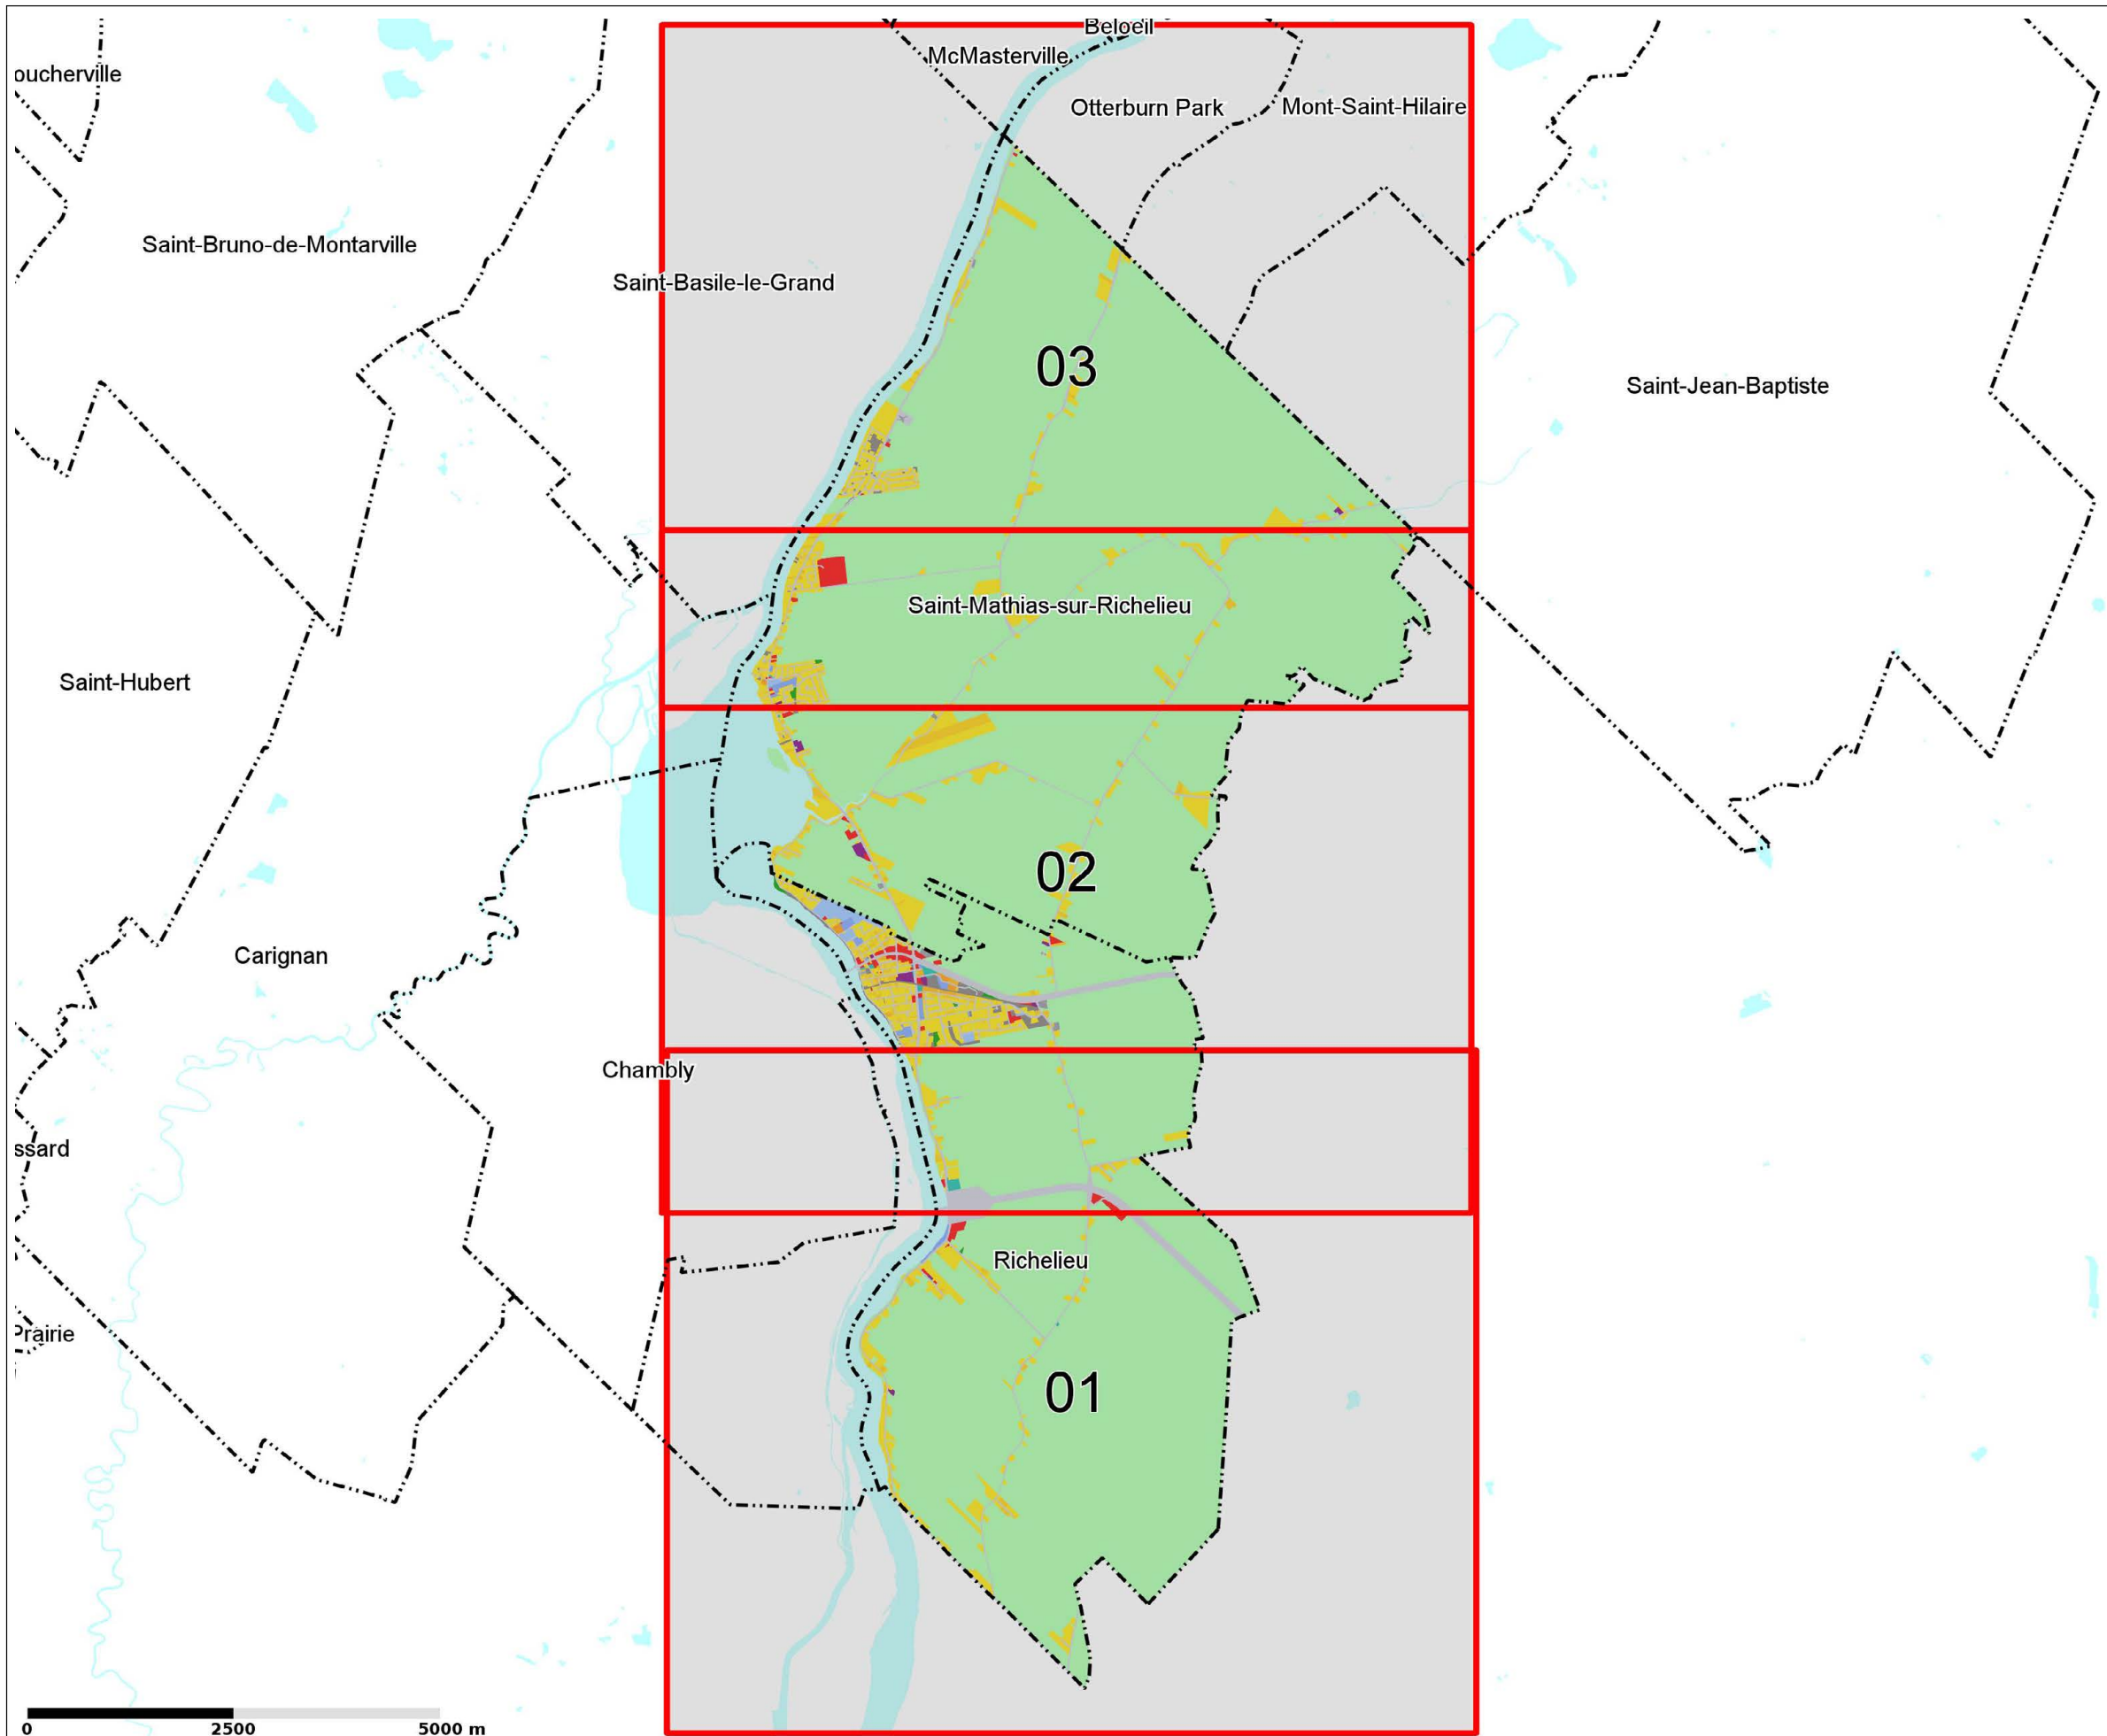 Beloeil
McMasterville
oucherville
Otterburn Park
Mont-Saint-Hilaire
Saint-Bruno-de-Montarville
Saint-Basile-le-Grand
03
Saint-Jean-Baptiste
Saint-Mathias-sur-Richelieu
Saint-Hubert
02
Carignan
Chambly
ssard
Richelieu
Prairie
01
0 2500 5000 m